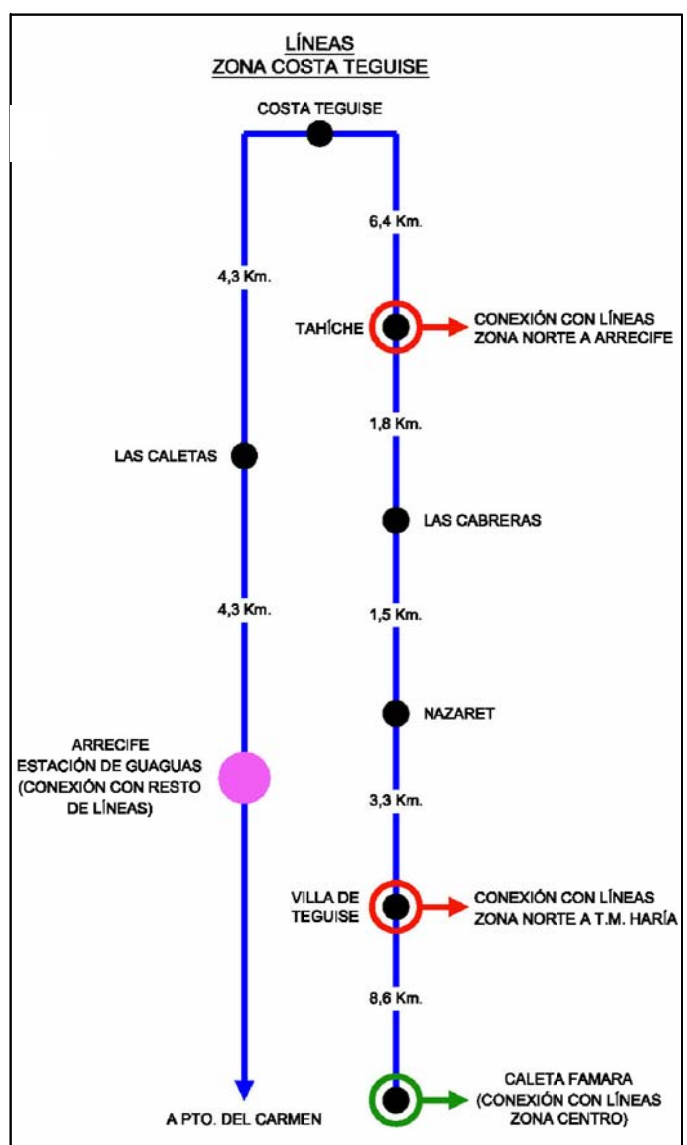 LÍNEAS
ZONA COSTA TEGUISE
COSTA TEGUISE
6,4 Km.
4,3 Km.
TAHÍCHE
CONEXIÓN CON LÍNEAS
ZONA NORTE A ARRECIFE
1,8 Km.
LAS CALETAS
LAS CABRERAS
4,3 Km.
1,5 Km.
NAZARET
ARRECIFE
ESTACIÓN DE GUAGUAS
(CONEXIÓN CON RESTO
DE LÍNEAS)
3,3 Km.
VILLA DE
TEGUISE
CONEXIÓN CON LÍNEAS
ZONA NORTE A T.M. HARÍA
8,6 Km.
A PTO. DEL CARMEN
CALETA FAMARA
(CONEXIÓN CON LÍNEAS
ZONA CENTRO)